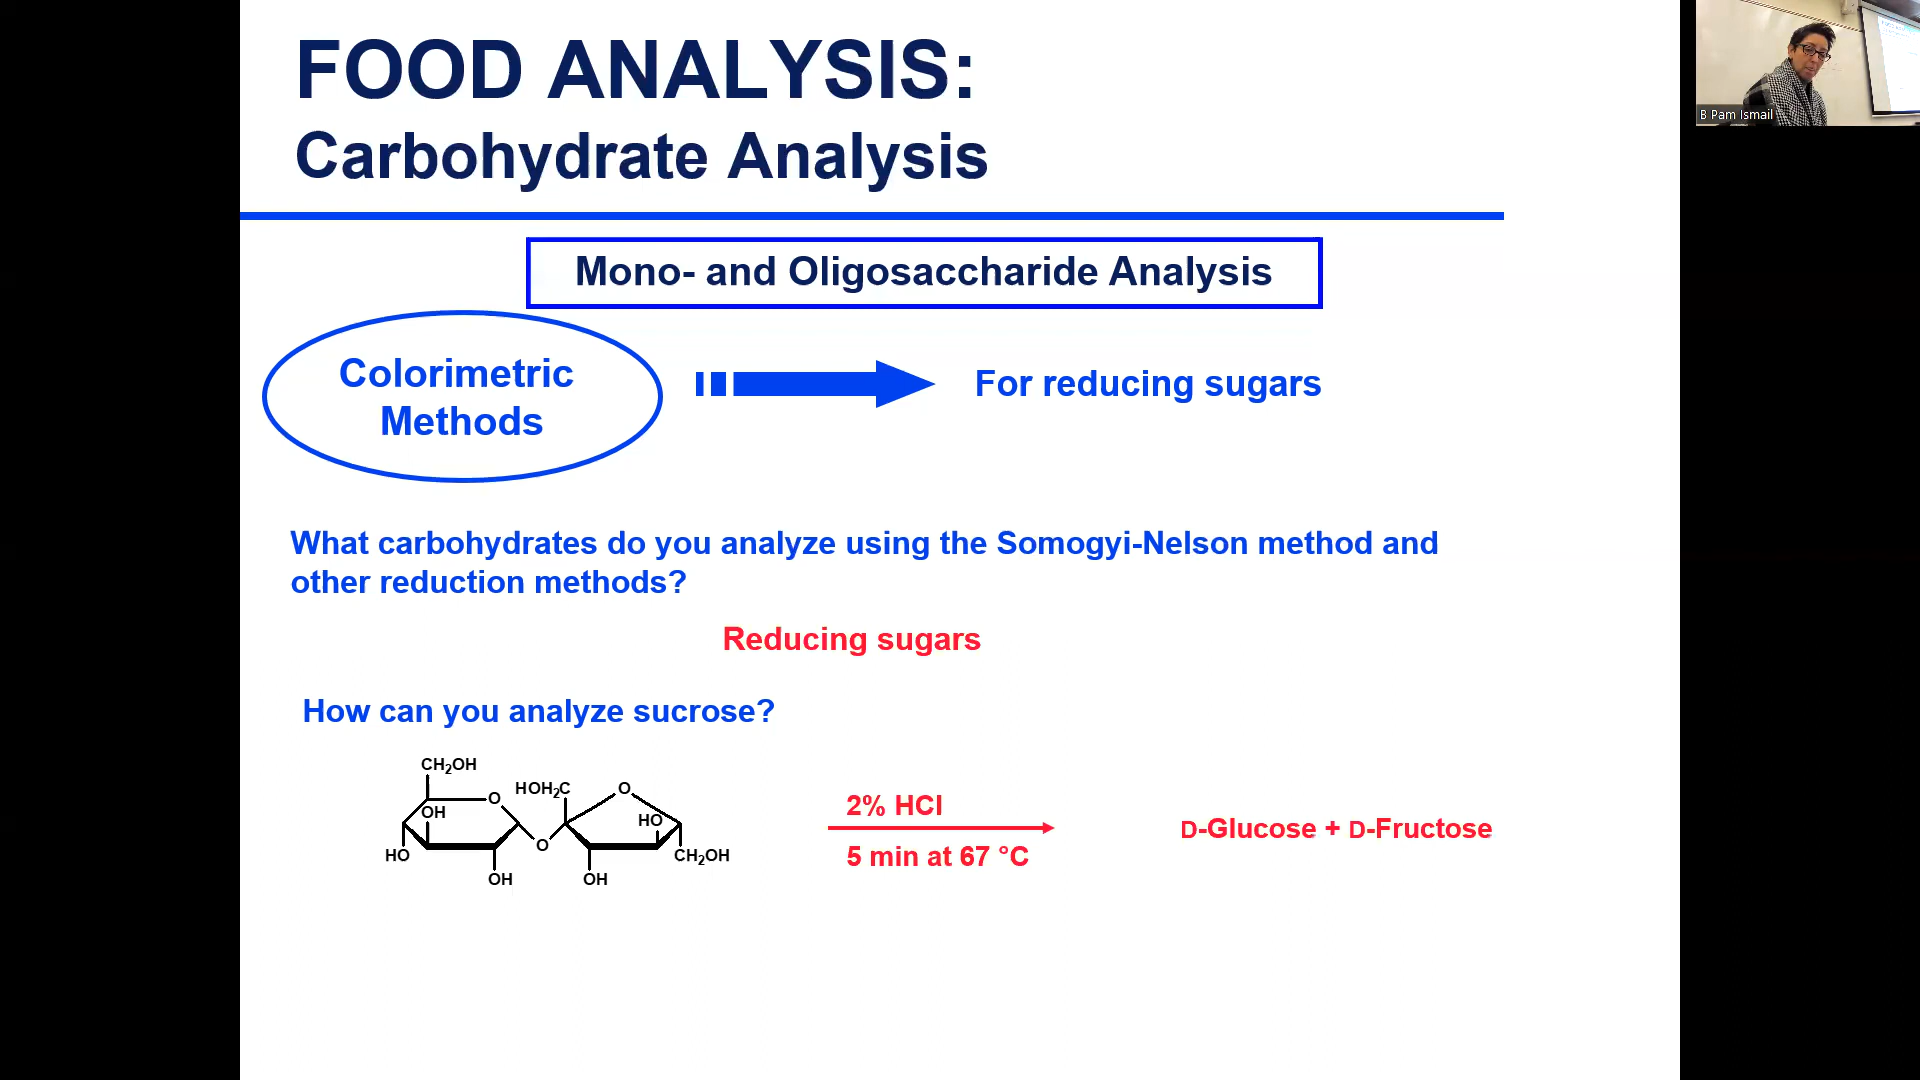 FOOD ANALYSIS:
Carbohydrate Analysis
B Pam Ismail
Mono- and Oligosaccharide Analysis
Colorimetric
Methods
For reducing sugars
What carbohydrates do you analyze using the Somogyi-Nelson method and
other reduction methods?
Reducing sugars
How can you analyze sucrose?
CH₂OH
O
OH
HO
OH
O
HOH₂C
O
HO
OH
CH₂OH
2% HCl
5 min at 67 °C
D-Glucose + D-Fructose